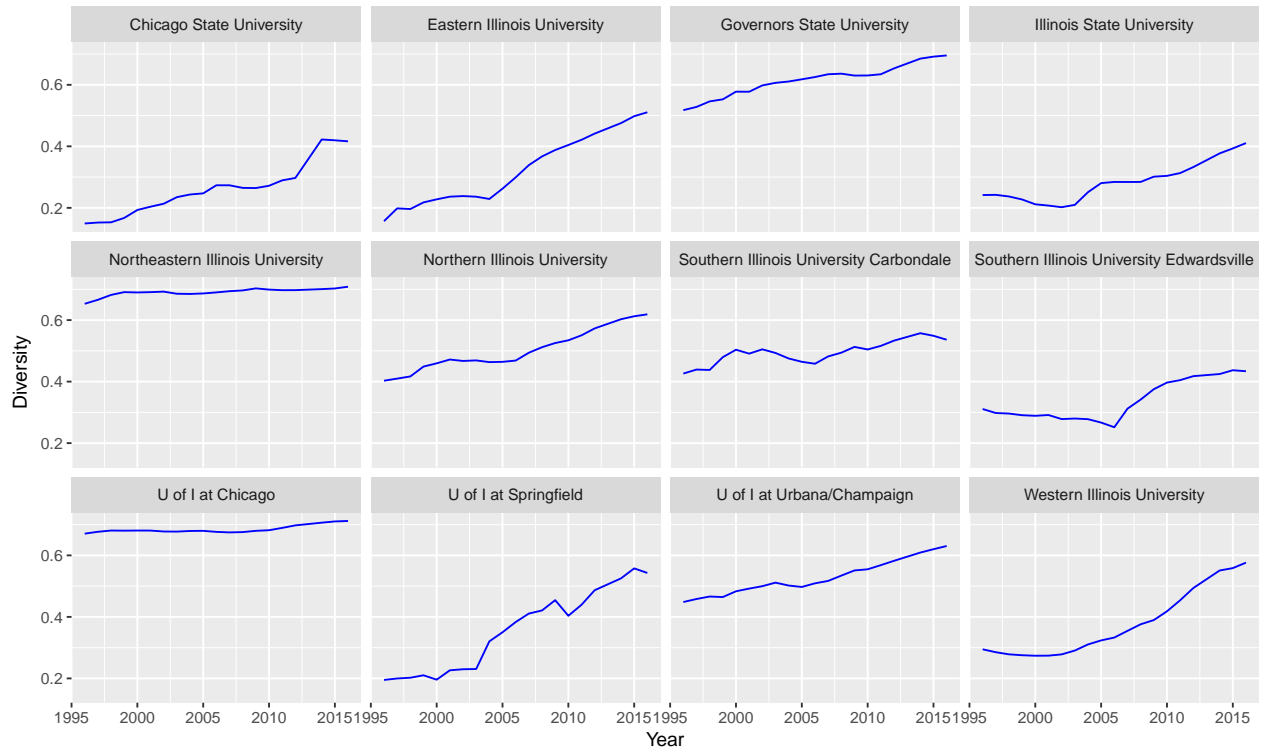 Chicago State University
Eastern Illinois University
Governors State University
Illinois State University
0.6
0.4
0.2
Northeastern Illinois University
Northern Illinois University
Southern Illinois University Carbondale
Southern Illinois University Edwardsville
0.6
0.4
0.2
Diversity
U of I at Chicago
U of I at Springfield
U of I at Urbana/Champaign
Western Illinois University
0.6
0.4
0.2
1995 2000 2005 2010 2015
1995 2000 2005 2010 2015
1995 2000 2005 2010 2015
1995 2000 2005 2010 2015
Year